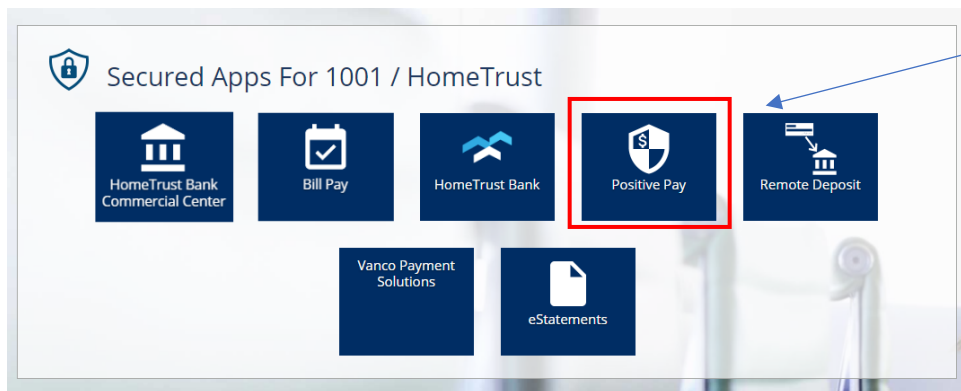 Secured Apps For 1001 / HomeTrust
HomeTrust Bank
Commercial Center
Bill Pay
HomeTrust Bank
$
Positive Pay
Remote Deposit
Vanco Payment
Solutions
eStatements